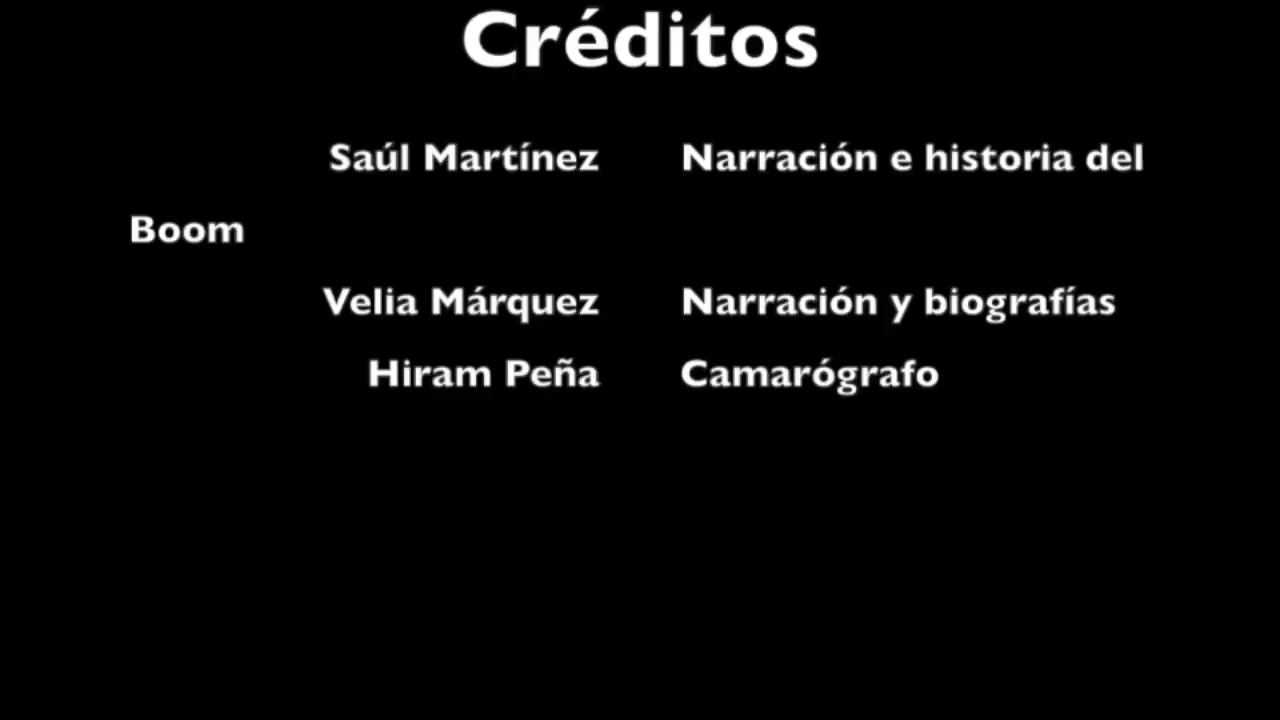 Créditos
Saúl Martínez Narración e historia del
Boom
Velia Márquez Narración y biografías
Hiram Peña Camarógrafo